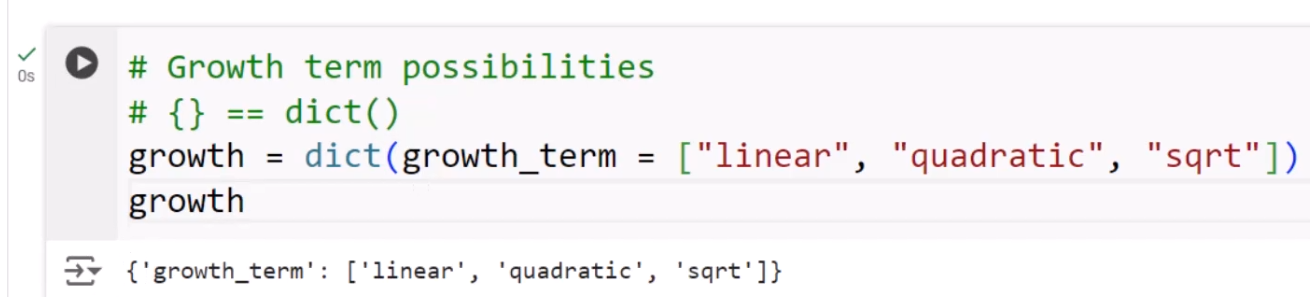 0s
# Growth term possibilities
# {} == dict()
growth = dict(growth_term = ["linear", "quadratic", "sqrt"])
growth
{'growth_term': ['linear', 'quadratic', 'sqrt']}